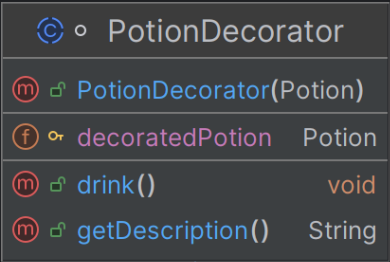 PotionDecorator
PotionDecorator(Potion)
decoratedPotion Potion
drink() void
getDescription() String